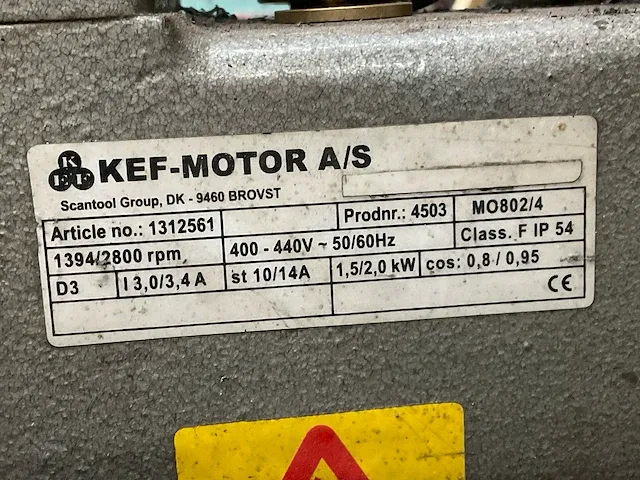 K
EFT
KEF-MOTOR A/S
Scantool Group, DK - 9460 BROVST
Article no.: 1312561 Prodnr.: 4503 MO802/4
1394/2800 rpm 400 - 440V ~ 50/60Hz Class. F IP 54
D3 I 3,0/3,4 A st 10/14A 1,5/2,0 kW cos: 0,8 / 0,95
CE